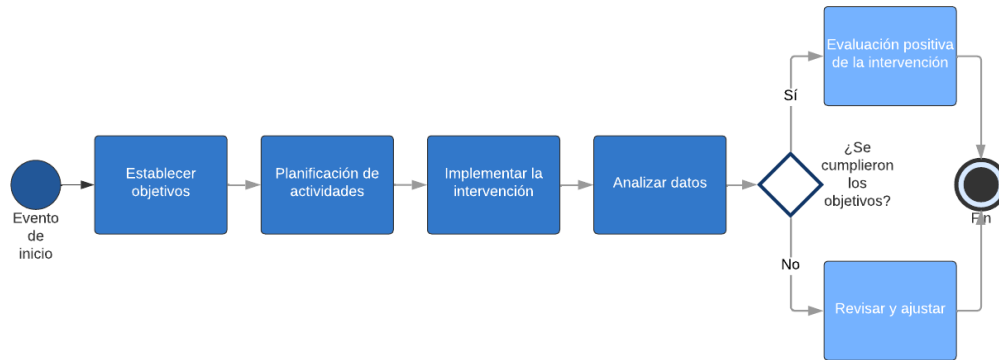 Evento
de
inicio
Establecer
objetivos
Planificación de
actividades
Implementar la
intervención
Analizar datos
¿Se
cumplieron
los
objetivos?
Sí
Evaluación positiva
de la intervención
No
Revisar y ajustar
Fin